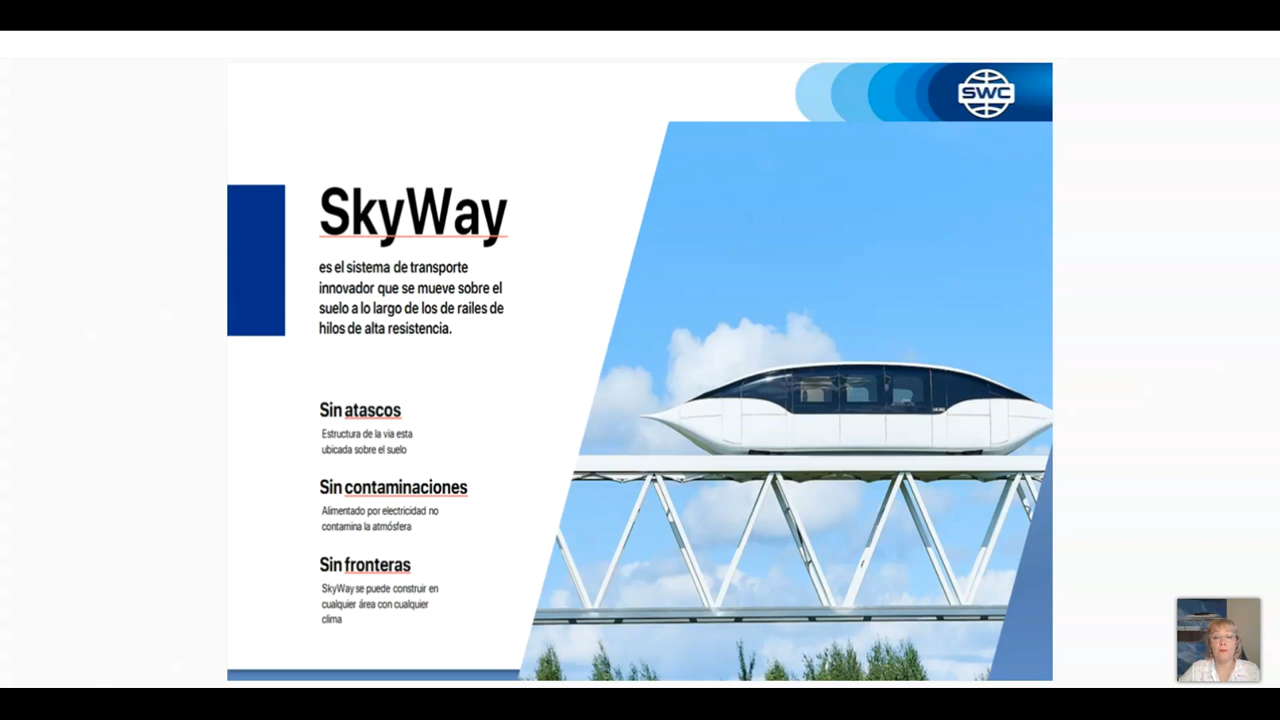 SWC
SkyWay
es el sistema de transporte
innovador que se mueve sobre el
suelo a lo largo de los de railes de
hilos de alta resistencia.
Sin atascos
Estructura de la via esta
ubicada sobre el suelo
Sin contaminaciones
Alimentado por electricidad no
contamina la atmósfera
Sin fronteras
SkyWay se puede construir en
cualquier área con cualquier
clima